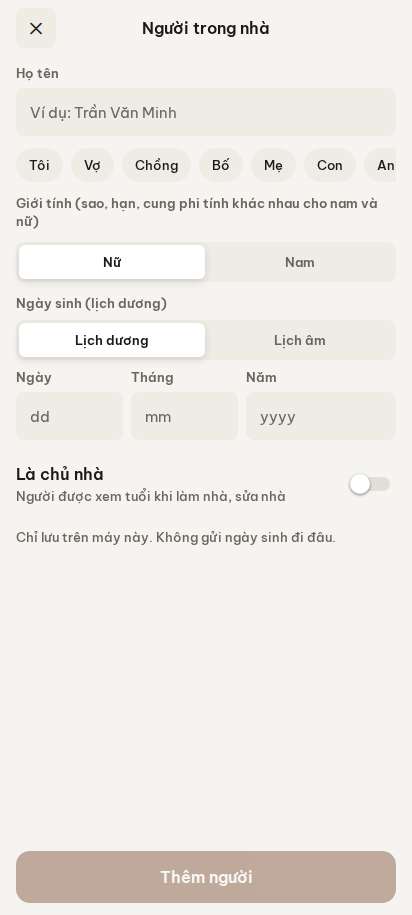 Người trong nhà
Họ tên
Ví dụ: Trần Văn Minh
Tôi
Vợ
Chồng
Bố
Mẹ
Con
An
Giới tính (sao, hạn, cung phi tính khác nhau cho nam và
nữ)
Nữ
Nam
Ngày sinh (lịch dương)
Lịch dương
Lịch âm
Ngày
Tháng
Năm
dd
mm
yyyy
Là chủ nhà
Người được xem tuổi khi làm nhà, sửa nhà
Chỉ lưu trên máy này. Không gửi ngày sinh đi đâu.
Thêm người